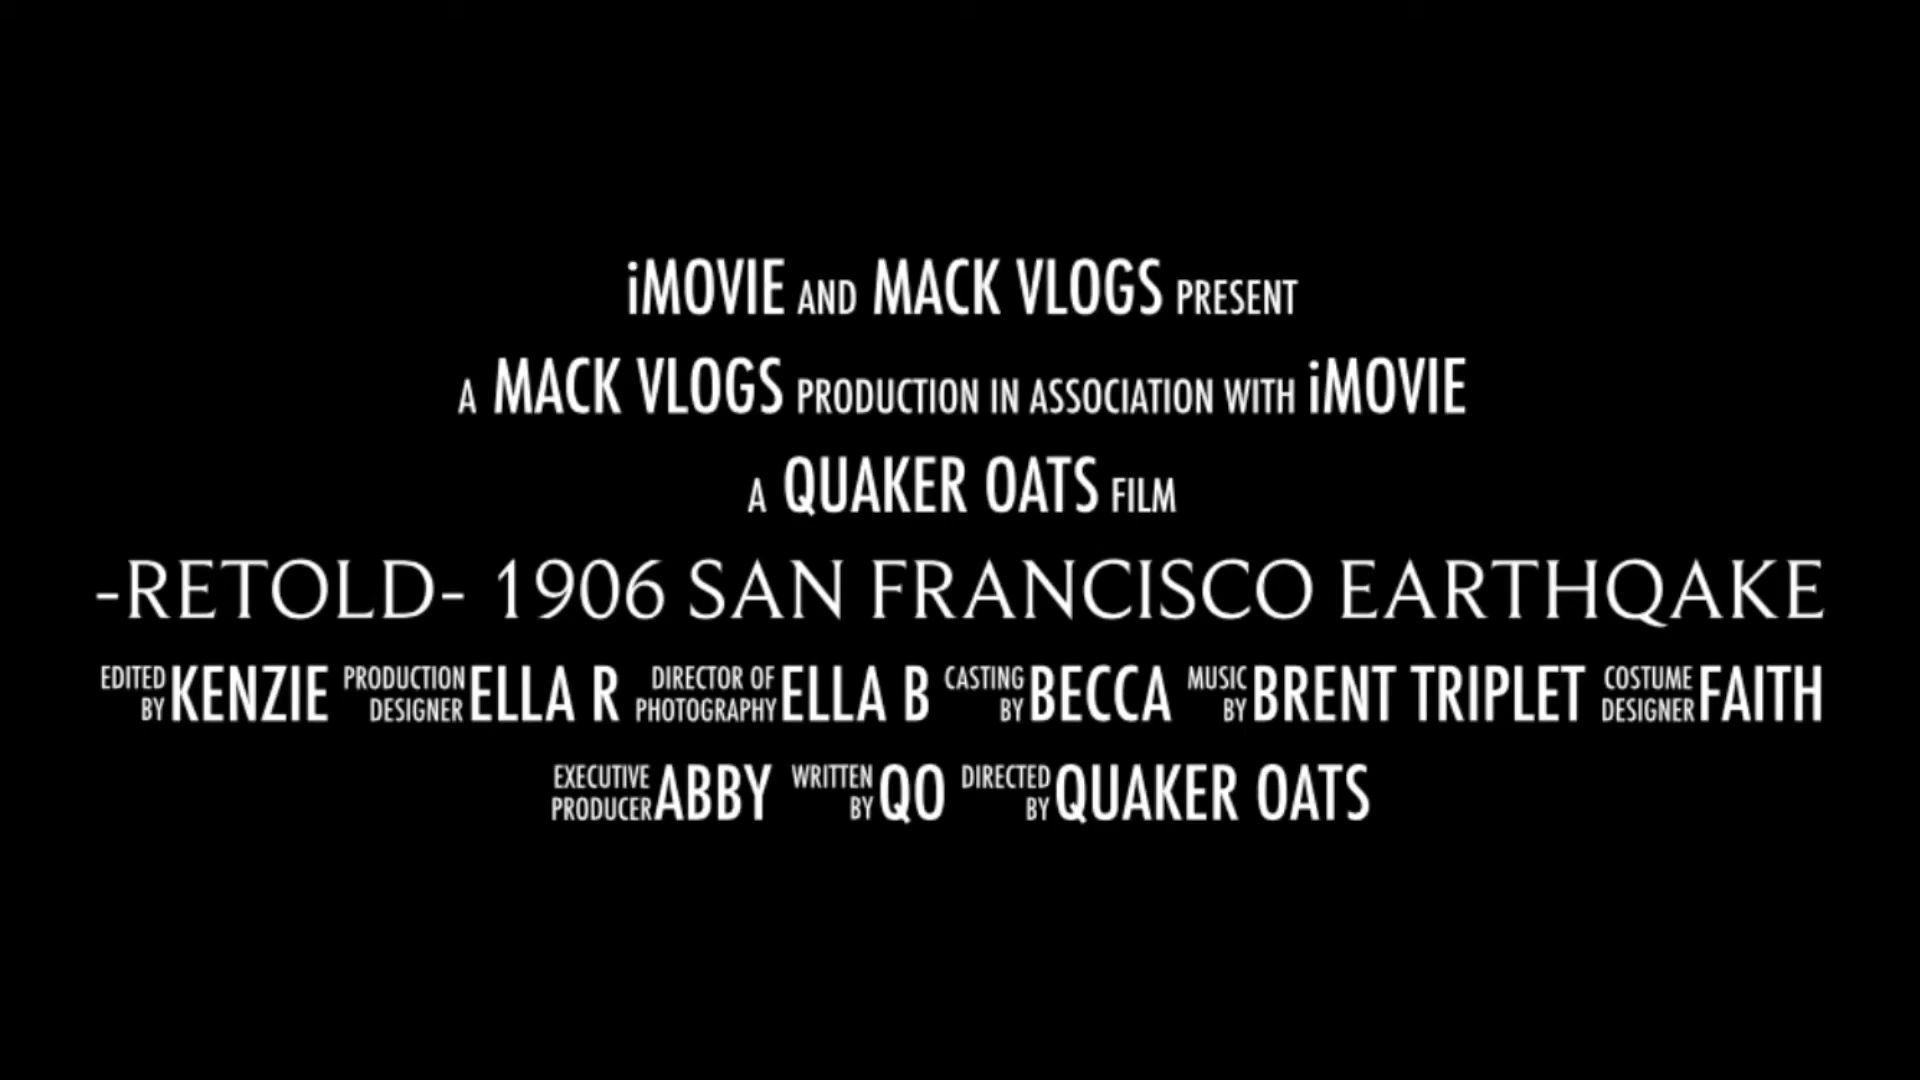 iMOVIE AND MACK VLOGS PRESENT
A MACK VLOGS PRODUCTION IN ASSOCIATION WITH iMOVIE
A QUAKER OATS FILM
-RETOLD- 1906 SAN FRANCISCO EARTHQAKE
EDITED BY KENZIE PRODUCTION DESIGNER ELLA R DIRECTOR OF PHOTOGRAPHY ELLA B CASTING BY BECCA MUSIC BY BRENT TRIPLET COSTUME DESIGNER FAITH
EXECUTIVE PRODUCER ABBY WRITTEN BY QO DIRECTED BY QUAKER OATS